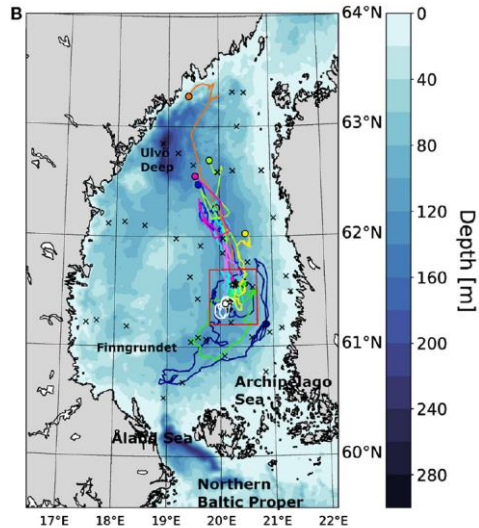 B
64°N
63°N
62°N
61°N
60°N
Ulvö
Deep
Finngrundet
Archipelago
Sea
Åland Sea
Northern
Baltic Proper
17°E 18°E 19°E 20°E 21°E 22°E
0
40
80
120
160
200
240
280
Depth [m]